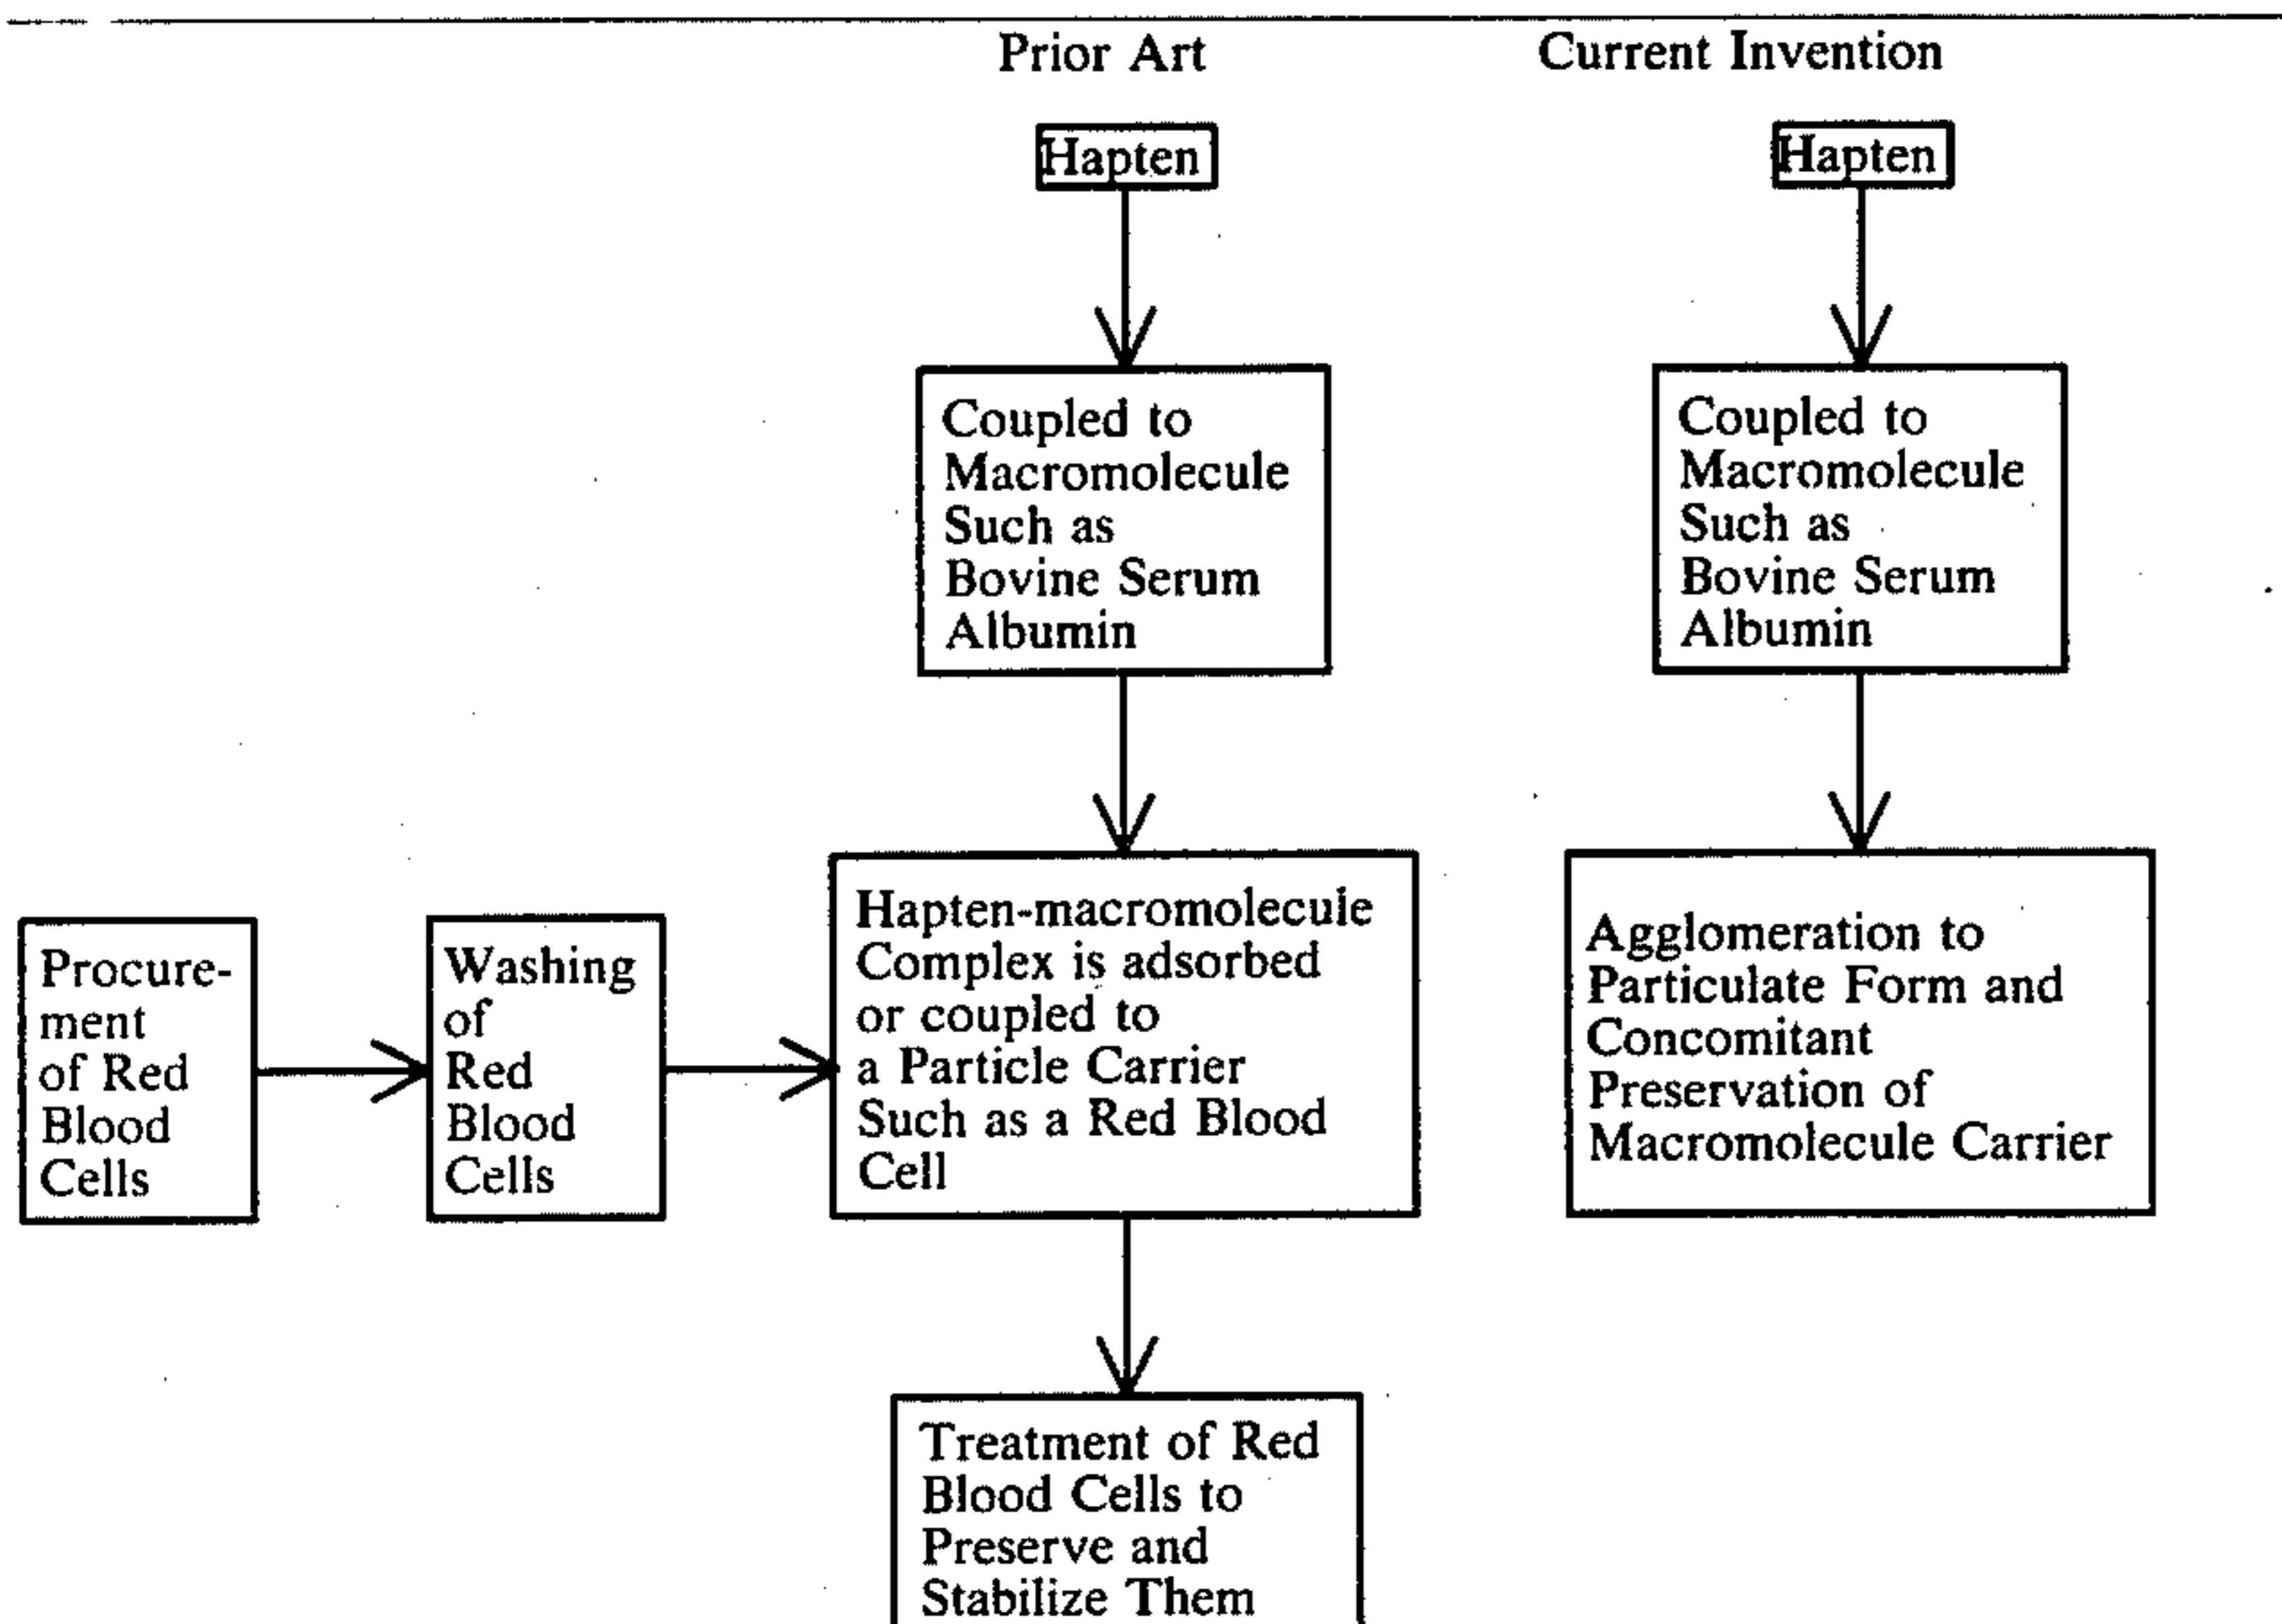 Prior Art
Current Invention
Hapten
Hapten
Coupled to
Macromolecule
Such as
Bovine Serum
Albumin
Coupled to
Macromolecule
Such as
Bovine Serum
Albumin
Procure-
ment
of Red
Blood
Cells
Washing
of
Red
Blood
Cells
Hapten-macromolecule
Complex is adsorbed
or coupled to
a Particle Carrier
Such as a Red Blood
Cell
Agglomeration to
Particulate Form and
Concomitant
Preservation of
Macromolecule Carrier
Treatment of Red
Blood Cells to
Preserve and
Stabilize Them